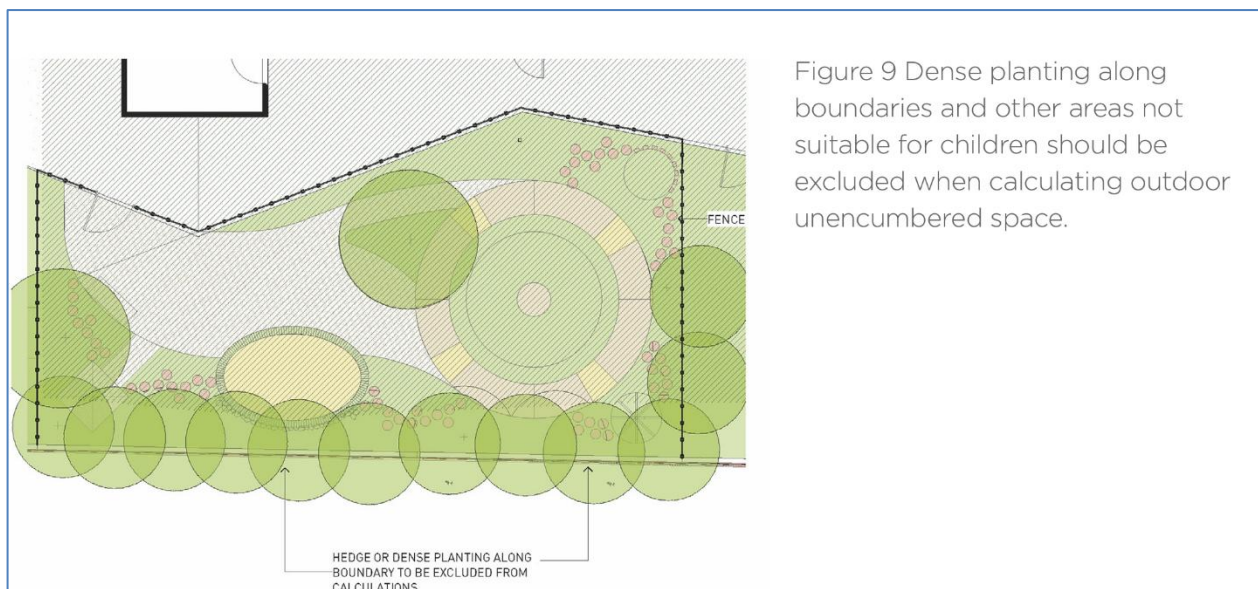 Figure 9 Dense planting along
boundaries and other areas not
suitable for children should be
excluded when calculating outdoor
unencumbered space.
FENCE
HEDGE OR DENSE PLANTING ALONG
BOUNDARY TO BE EXCLUDED FROM
CALCULATIONS